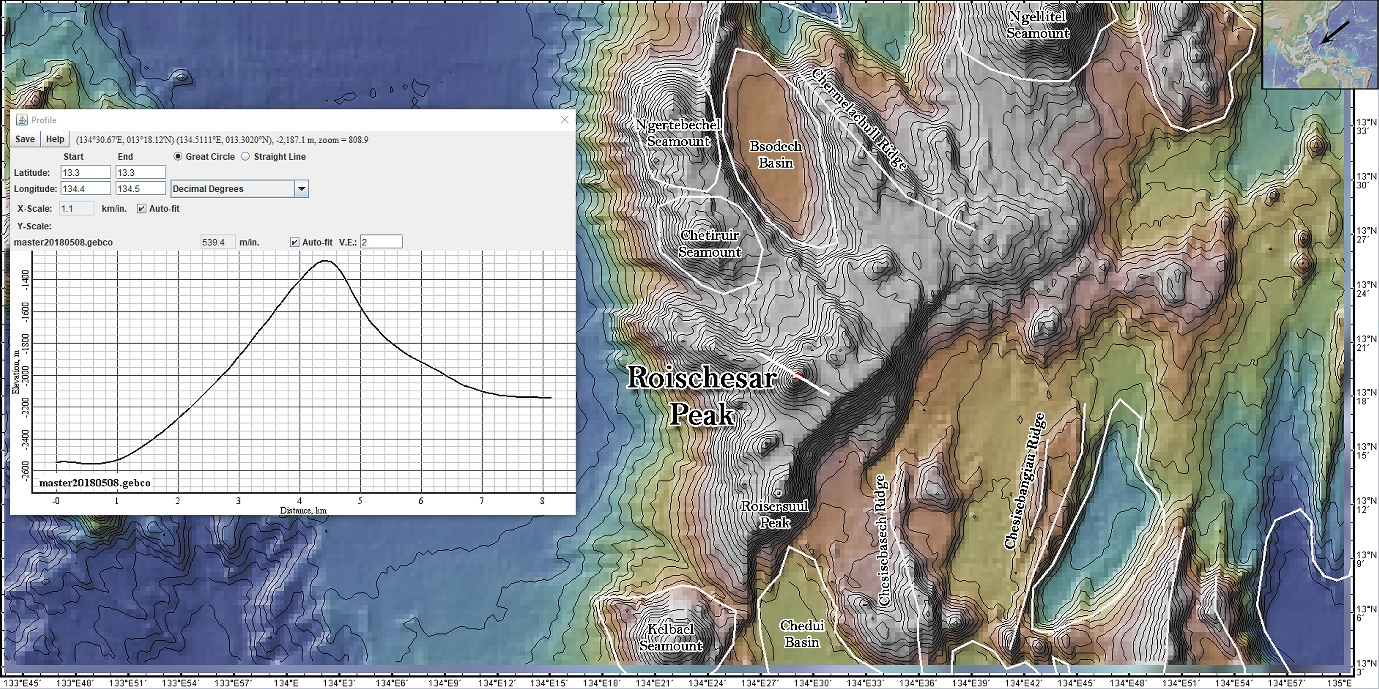 Profile
Save Help (134°30.67'E, 013°18.12'N) (134.5111°E, 013.3020°N), -2,187.1 m, zoom = 808.9
Start End Great Circle Straight Line
Latitude: 13.3 13.3
Longitude: 134.4 134.5 Decimal Degrees
X-Scale: 1.1 km/in. Auto-fit
Y-Scale:
master20180508.gebco 539.4 m/in. Auto-fit V.E.: 2
Elevation, m
-1400
-1600
-1800
-2000
-2200
-2400
-2600
master20180508.gebco
-0 1 2 3 4 5 6 7 8
Distance, km
Ngellitel
Seamount
Ngertebechel
Seamount
Bsodech
Basin
Clermelachull Ridge
Chetiruir
Seamount
Roischesar
Peak
Roisersuul
Peak
Chesisebasech Ridge
Chesisebangiau Ridge
Kelbael
Seamount
Chedui
Basin
13°N
33'
13°N
30'
13°N
27'
13°N
24'
13°N
21'
13°N
18'
13°N
15'
13°N
12'
13°N
9'
13°N
6'
13°N
3'
133°E45' 133°E48' 133°E51' 133°E54' 133°E57' 134°E 134°E3' 134°E6' 134°E9' 134°E12' 134°E15' 134°E18' 134°E21' 134°E24' 134°E27' 134°E30' 134°E33' 134°E36' 134°E39' 134°E42' 134°E45' 134°E48' 134°E51' 134°E54' 134°E57' 135°E